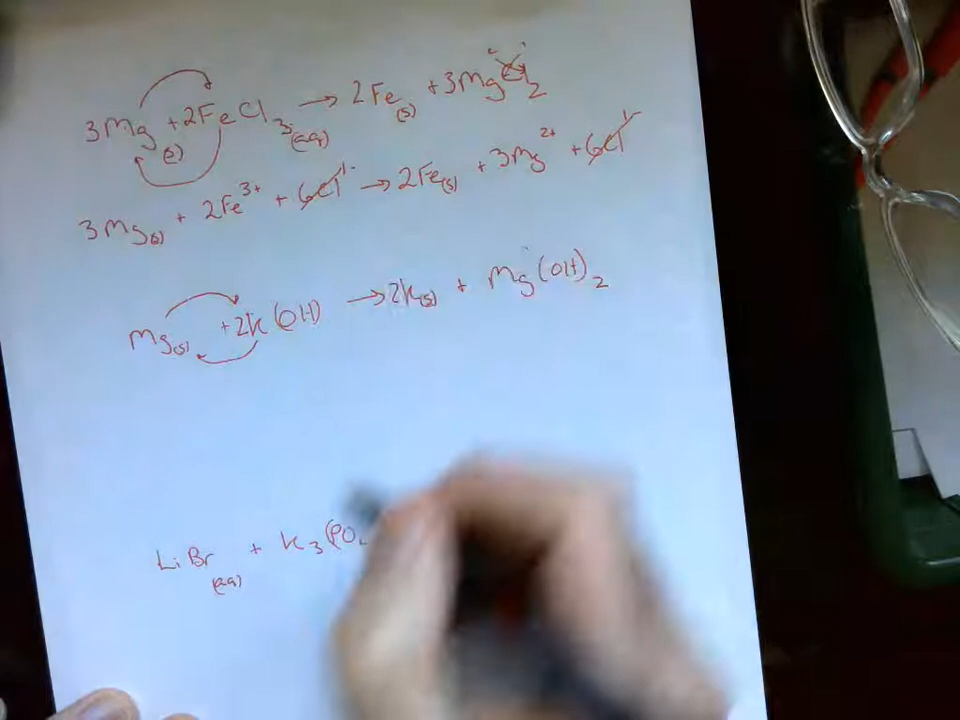 3Mg(s) + 2FeCl3(aq) → 2Fe(s) + 3MgCl2
3Mg(s) + 2Fe3+ + 6Cl1- → 2Fe(s) + 3Mg2+ + 6Cl1-
Mg(s) + 2K(OH) → 2K(s) + Mg(OH)2
LiBr(aq) + K3(PO